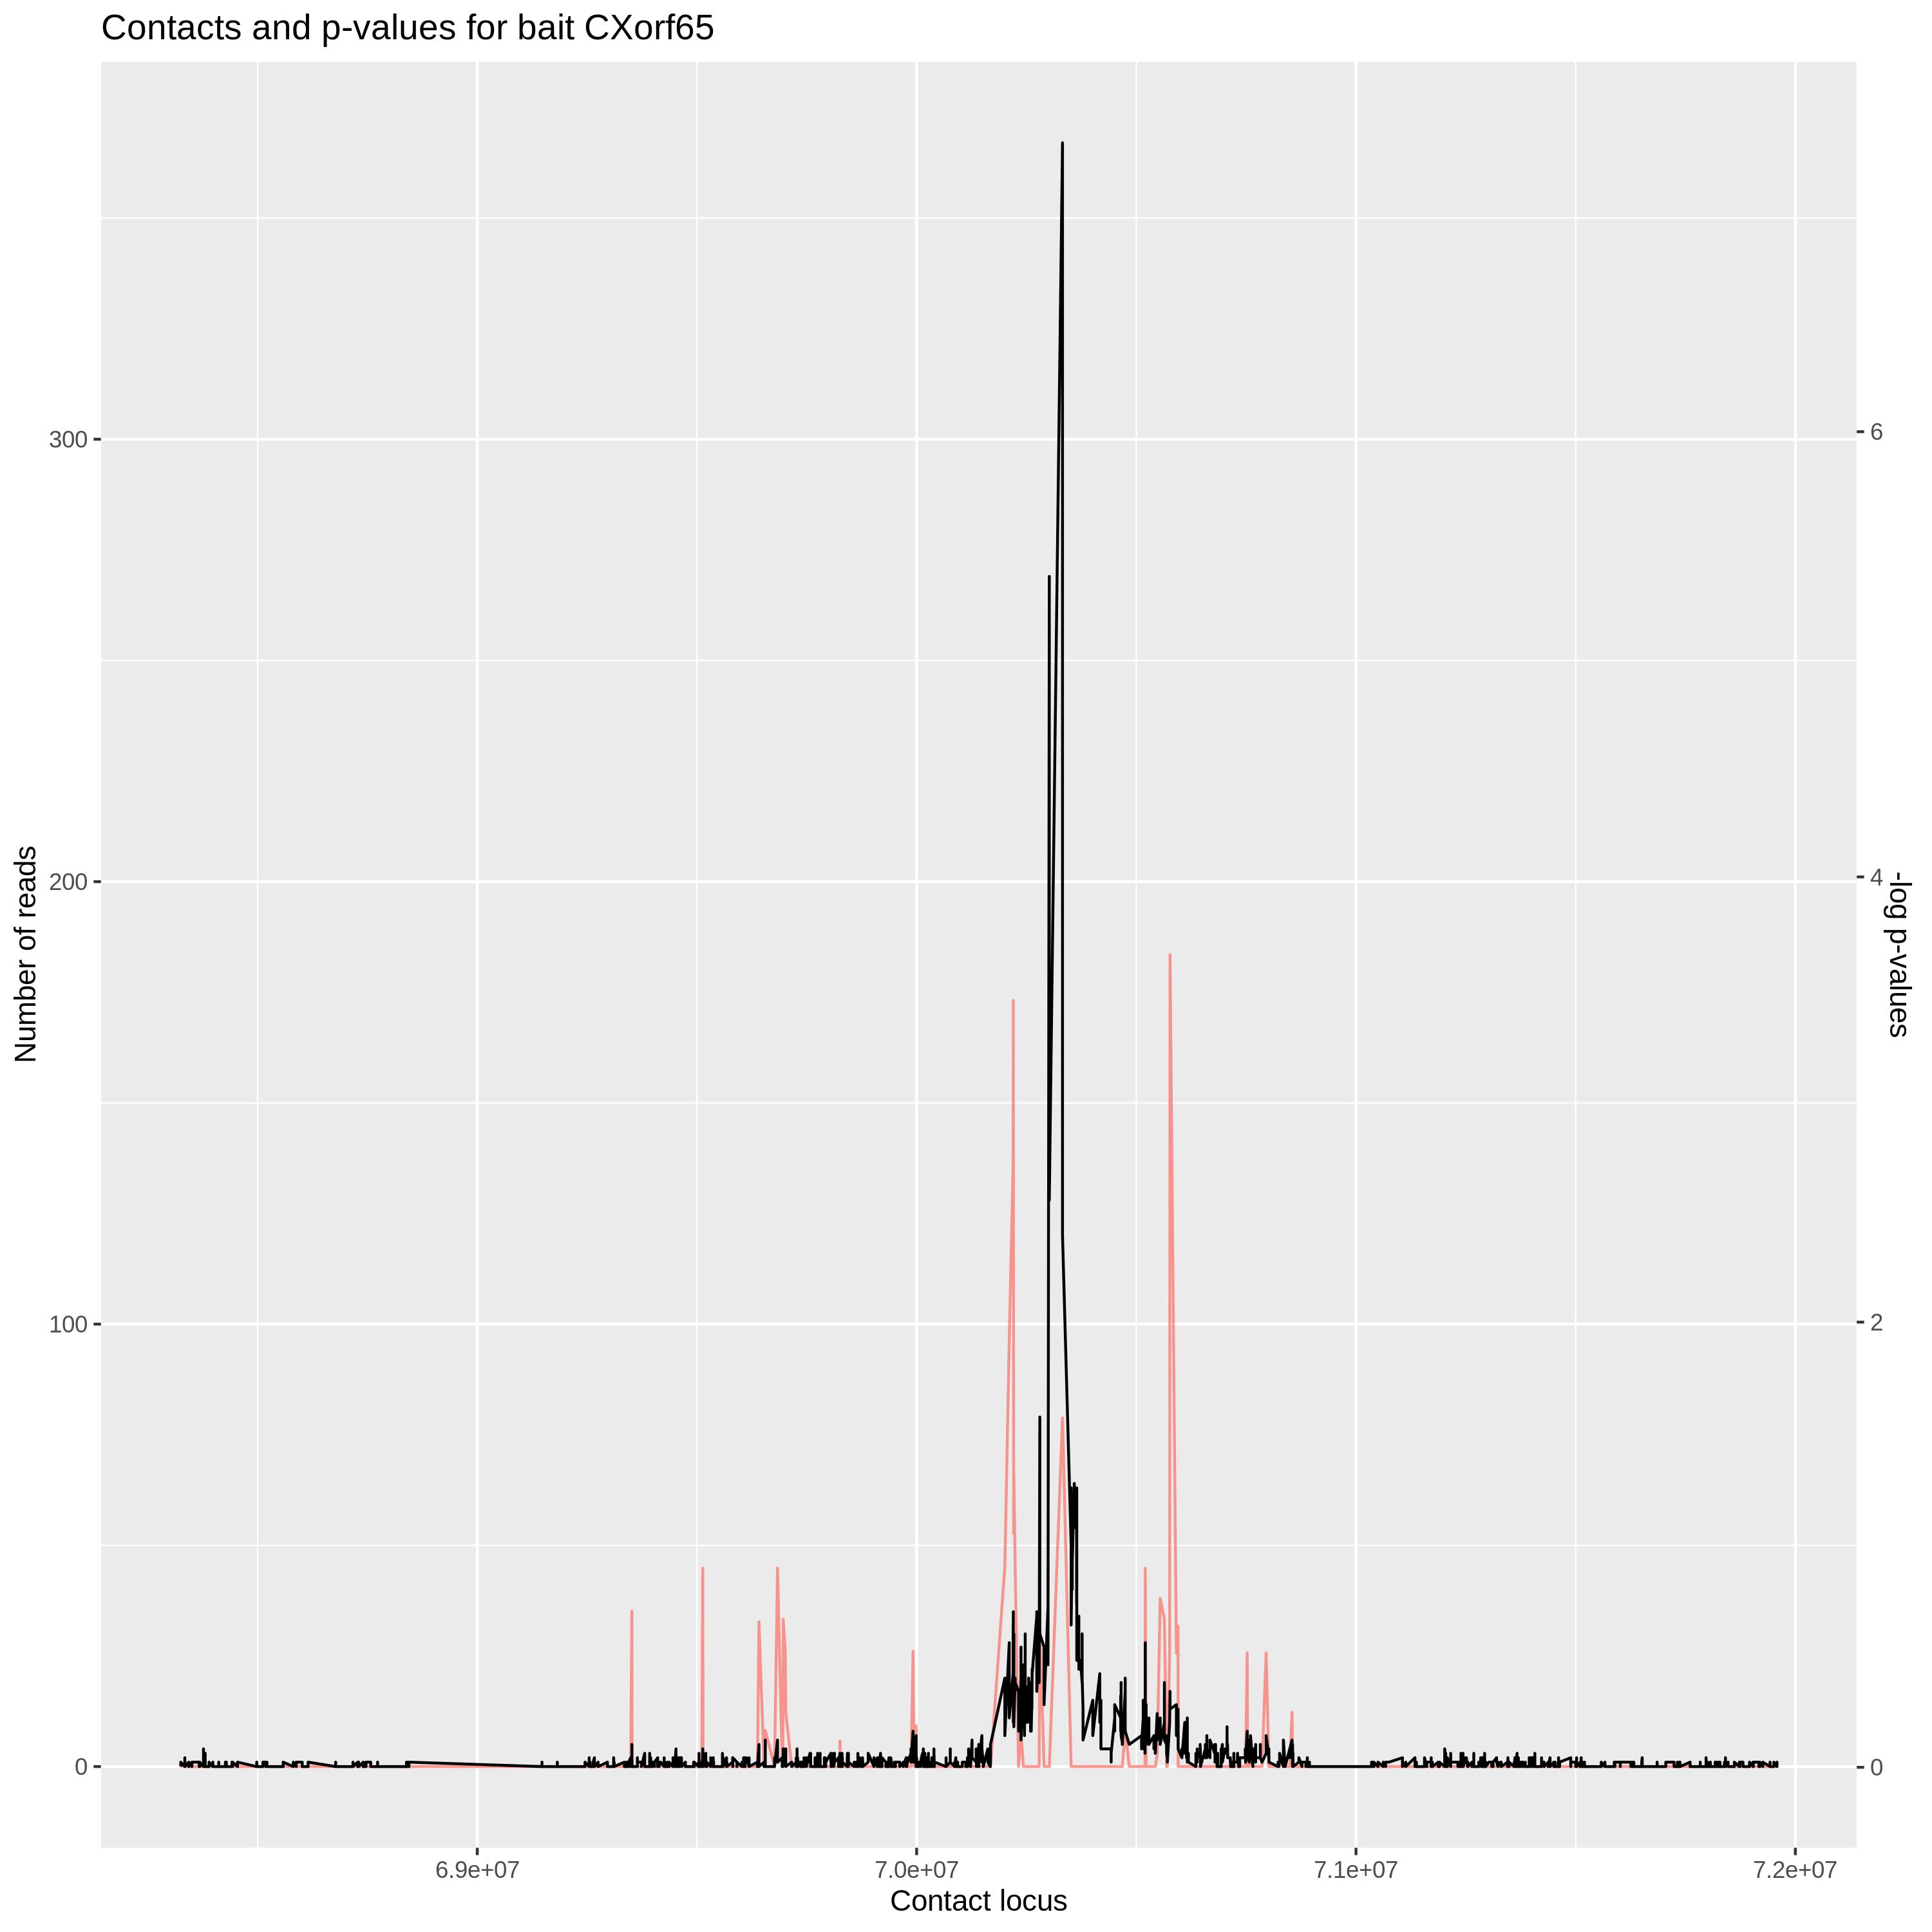 Contacts and p-values for bait CXorf65
Number of reads
300
200
100
0
6
4
2
0
-log p-values
6.9e+07
7.0e+07
7.1e+07
7.2e+07
Contact locus